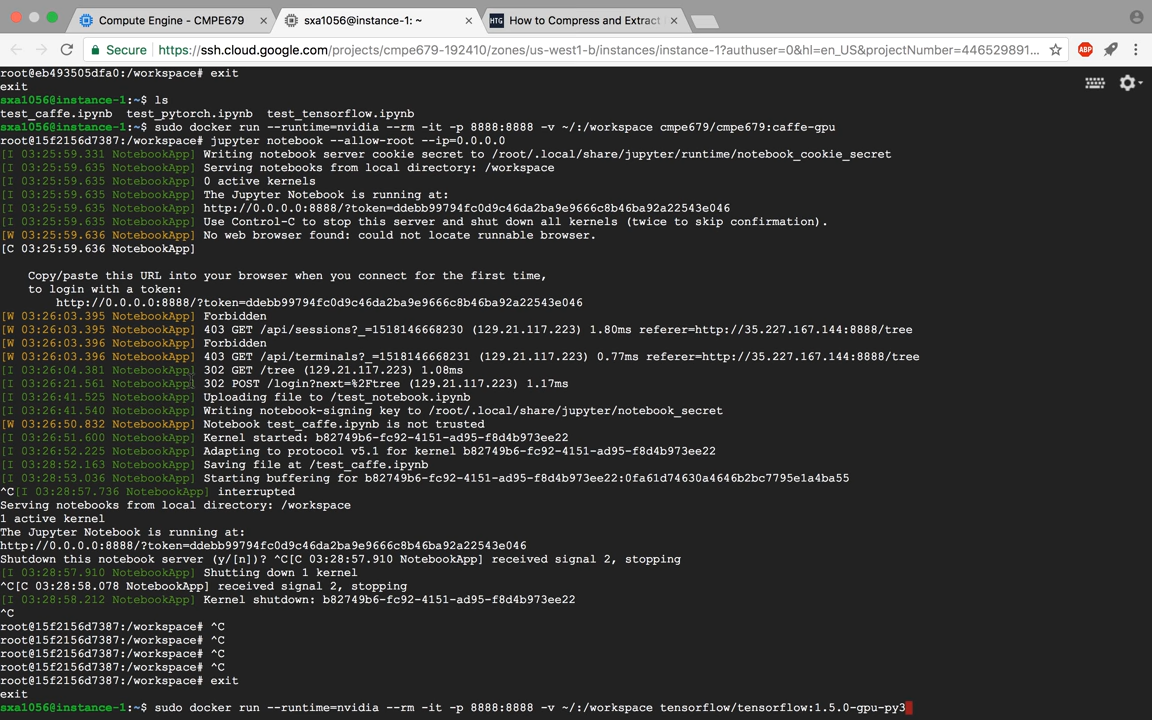 Compute Engine - CMPE679
sxa1056@instance-1: ~
HTG How to Compress and Extract
Secure https://ssh.cloud.google.com/projects/cmpe679-192410/zones/us-west1-b/instances/instance-1?authuser=0&hl=en_US&projectNumber=446529891...
ABP
root@eb493505dfa0:/workspace# exit
exit
sxa1056@instance-1:~$ ls
test_caffe.ipynb  test_pytorch.ipynb  test_tensorflow.ipynb
sxa1056@instance-1:~$ sudo docker run --runtime=nvidia --rm -it -p 8888:8888 -v ~/:/workspace cmpe679/cmpe679:caffe-gpu
root@15f2156d7387:/workspace# jupyter notebook --allow-root --ip=0.0.0.0
[I 03:25:59.331 NotebookApp] Writing notebook server cookie secret to /root/.local/share/jupyter/runtime/notebook_cookie_secret
[I 03:25:59.635 NotebookApp] Serving notebooks from local directory: /workspace
[I 03:25:59.635 NotebookApp] 0 active kernels
[I 03:25:59.635 NotebookApp] The Jupyter Notebook is running at:
[I 03:25:59.635 NotebookApp] http://0.0.0.0:8888/?token=ddebb99794fc0d9c46da2ba9e9666c8b46ba92a22543e046
[I 03:25:59.635 NotebookApp] Use Control-C to stop this server and shut down all kernels (twice to skip confirmation).
[W 03:25:59.636 NotebookApp] No web browser found: could not locate runnable browser.
[C 03:25:59.636 NotebookApp]
Copy/paste this URL into your browser when you connect for the first time,
to login with a token:
http://0.0.0.0:8888/?token=ddebb99794fc0d9c46da2ba9e9666c8b46ba92a22543e046
[W 03:26:03.395 NotebookApp] Forbidden
[W 03:26:03.395 NotebookApp] 403 GET /api/sessions?_=1518146668230 (129.21.117.223) 1.80ms referer=http://35.227.167.144:8888/tree
[W 03:26:03.396 NotebookApp] Forbidden
[W 03:26:03.396 NotebookApp] 403 GET /api/terminals?_=1518146668231 (129.21.117.223) 0.77ms referer=http://35.227.167.144:8888/tree
[I 03:26:04.381 NotebookApp] 302 GET /tree (129.21.117.223) 1.08ms
[I 03:26:21.561 NotebookApp] 302 POST /login?next=%2Ftree (129.21.117.223) 1.17ms
[I 03:26:41.525 NotebookApp] Uploading file to /test_notebook.ipynb
[I 03:26:41.540 NotebookApp] Writing notebook-signing key to /root/.local/share/jupyter/notebook_secret
[W 03:26:50.832 NotebookApp] Notebook test_caffe.ipynb is not trusted
[I 03:26:51.600 NotebookApp] Kernel started: b82749b6-fc92-4151-ad95-f8d4b973ee22
[I 03:26:52.225 NotebookApp] Adapting to protocol v5.1 for kernel b82749b6-fc92-4151-ad95-f8d4b973ee22
[I 03:28:52.163 NotebookApp] Saving file at /test_caffe.ipynb
[I 03:28:53.036 NotebookApp] Starting buffering for b82749b6-fc92-4151-ad95-f8d4b973ee22:0fa61d74630a4646b2bc7795e1a4ba55
^C[I 03:28:57.736 NotebookApp] interrupted
Serving notebooks from local directory: /workspace
1 active kernel
The Jupyter Notebook is running at:
http://0.0.0.0:8888/?token=ddebb99794fc0d9c46da2ba9e9666c8b46ba92a22543e046
Shutdown this notebook server (y/[n])? ^C[C 03:28:57.910 NotebookApp] received signal 2, stopping
[I 03:28:57.910 NotebookApp] Shutting down 1 kernel
^C[C 03:28:58.078 NotebookApp] received signal 2, stopping
[I 03:28:58.212 NotebookApp] Kernel shutdown: b82749b6-fc92-4151-ad95-f8d4b973ee22
^C
root@15f2156d7387:/workspace# ^C
root@15f2156d7387:/workspace# ^C
root@15f2156d7387:/workspace# ^C
root@15f2156d7387:/workspace# ^C
root@15f2156d7387:/workspace# exit
exit
sxa1056@instance-1:~$ sudo docker run --runtime=nvidia --rm -it -p 8888:8888 -v ~/:/workspace tensorflow/tensorflow:1.5.0-gpu-py3